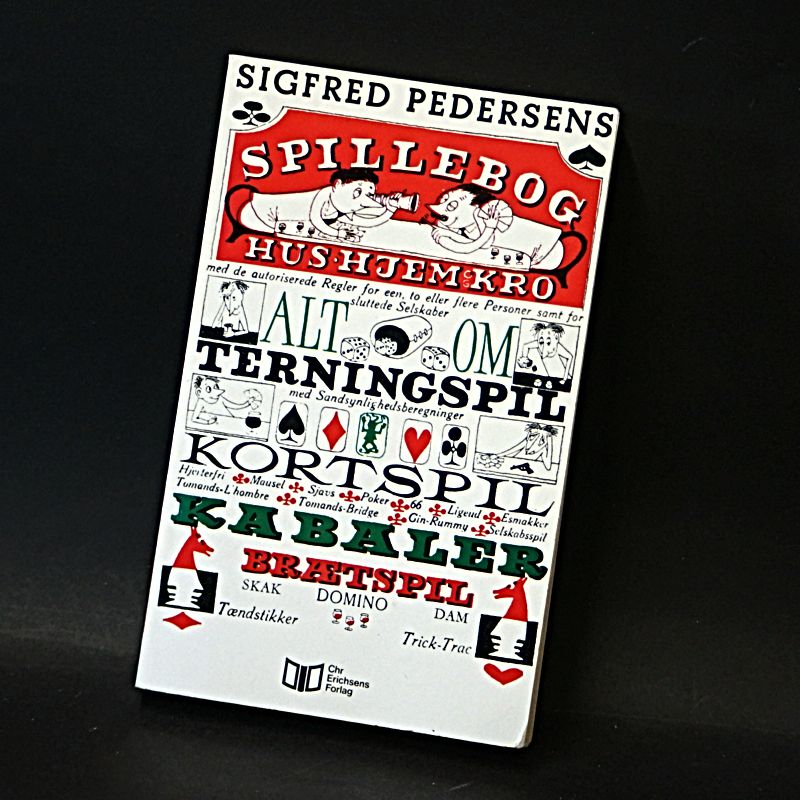 SIGFRED PEDERSENS
SPILLEBOG
HUS·HJEM OG KRO
med de autoriserede Regler for een, to eller flere Personer samt for
sluttede Selskaber
ALT OM
TERNINGSPIL
med Sandsynlighedsberegninger
KORTSPIL
Hjerterfri Mausel Sjavs Poker 66 Ligeud Esmakker
Tomands-L'hombre Tomands-Bridge Gin-Rummy Selskabsspil
KABALER
BRÆTSPIL
SKAK DOMINO DAM
Tændstikker Trick-Trac
Chr
Erichsens
Forlag